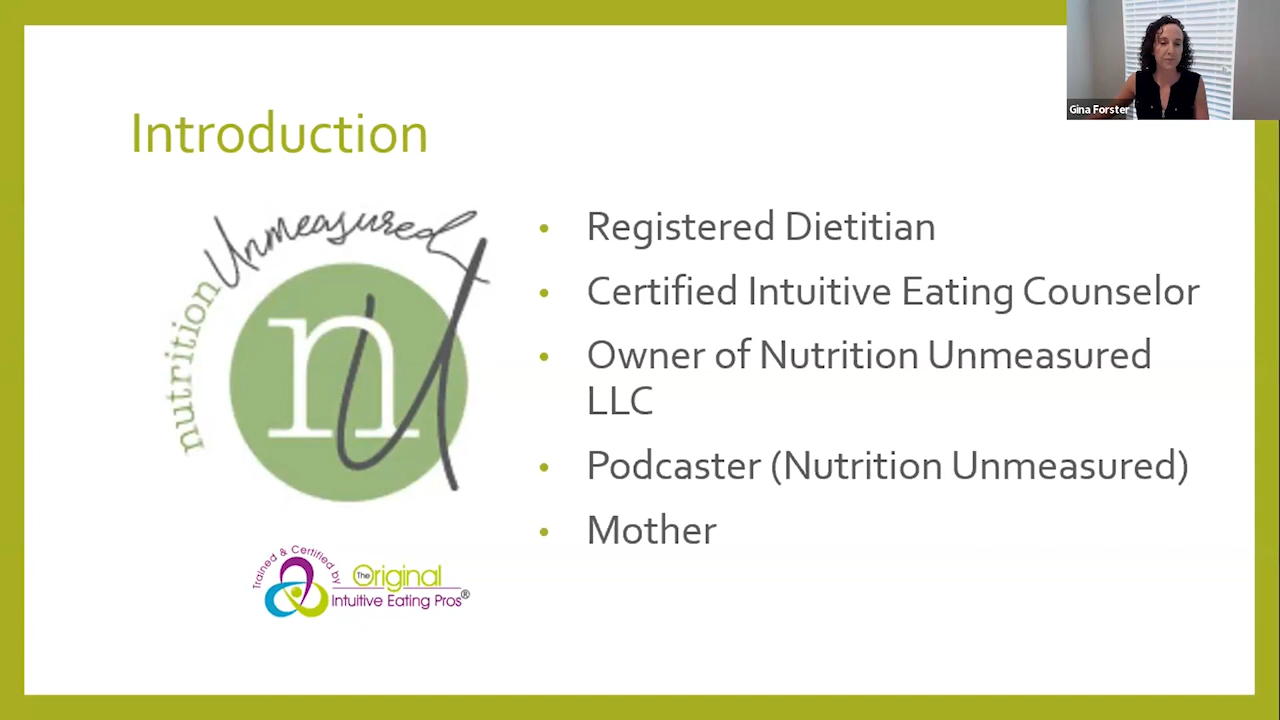 Gina Forster
Introduction
nutrition Unmeasured
nu
Trained & Certified by
The Original
Intuitive Eating Pros®
• Registered Dietitian
• Certified Intuitive Eating Counselor
• Owner of Nutrition Unmeasured
LLC
• Podcaster (Nutrition Unmeasured)
• Mother